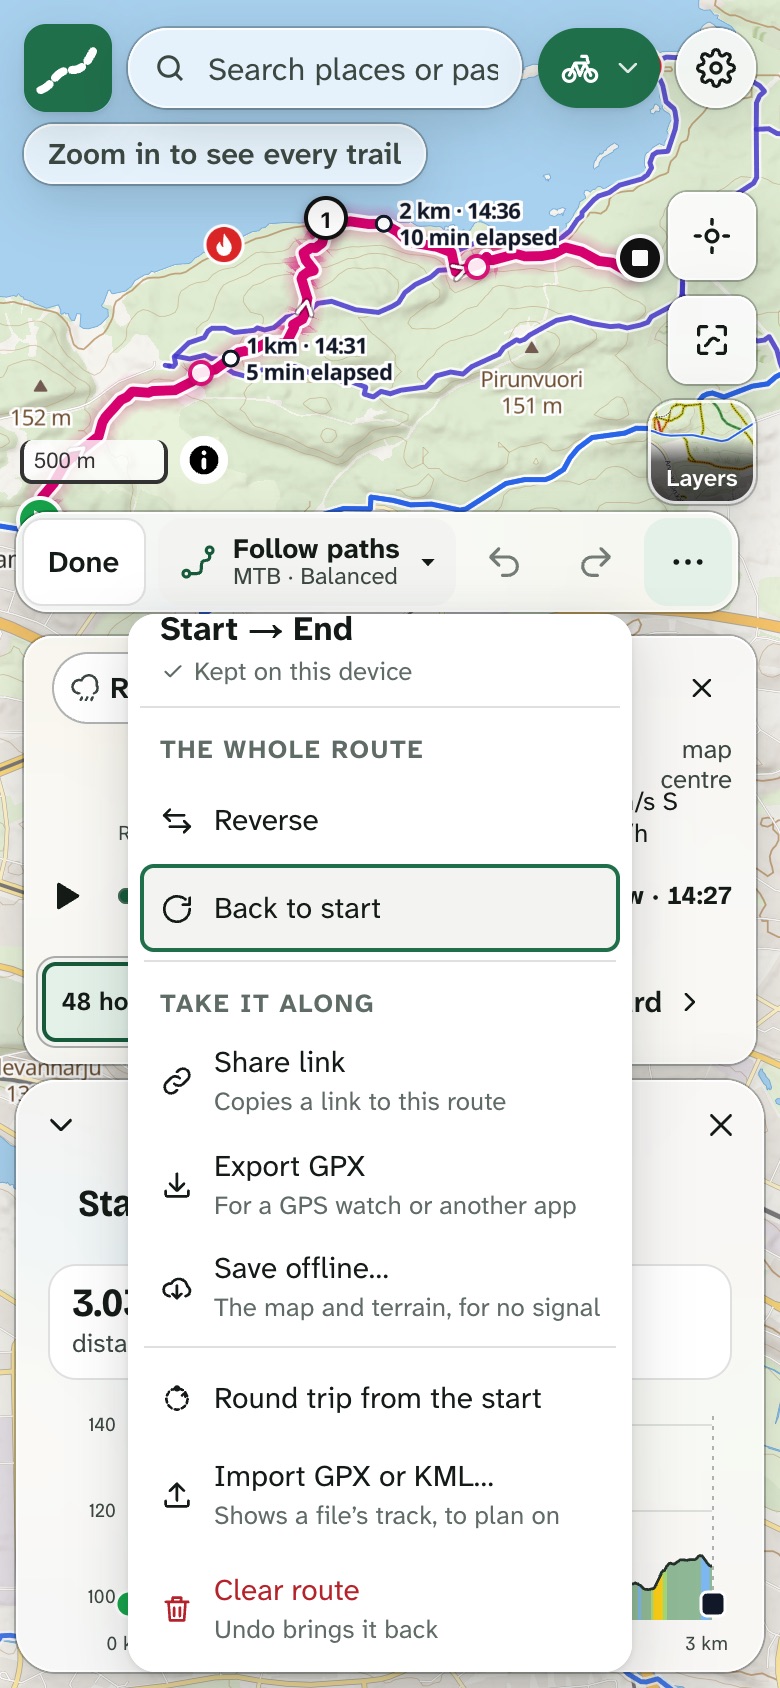 Search places or pas
Zoom in to see every trail
1
2 km · 14:36
10 min elapsed
1 km · 14:31
5 min elapsed
Pirunvuori
151 m
152 m
500 m
Layers
Done
Follow paths
MTB · Balanced
Start → End
Kept on this device
map
centre
/s S
THE WHOLE ROUTE
Reverse
Back to start
· 14:27
48 ho
TAKE IT ALONG
Share link
Copies a link to this route
Export GPX
For a GPS watch or another app
Save offline...
The map and terrain, for no signal
Sta
3.0
dista
Round trip from the start
Import GPX or KML...
Shows a file’s track, to plan on
Clear route
Undo brings it back
140
120
100
0 k
3 km